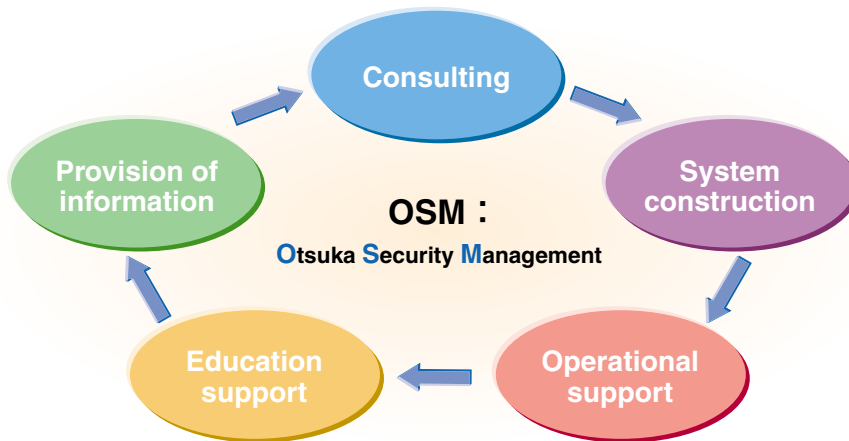 Consulting
Provision of
information
System
construction
OSM：
Otsuka Security Management
Education
support
Operational
support